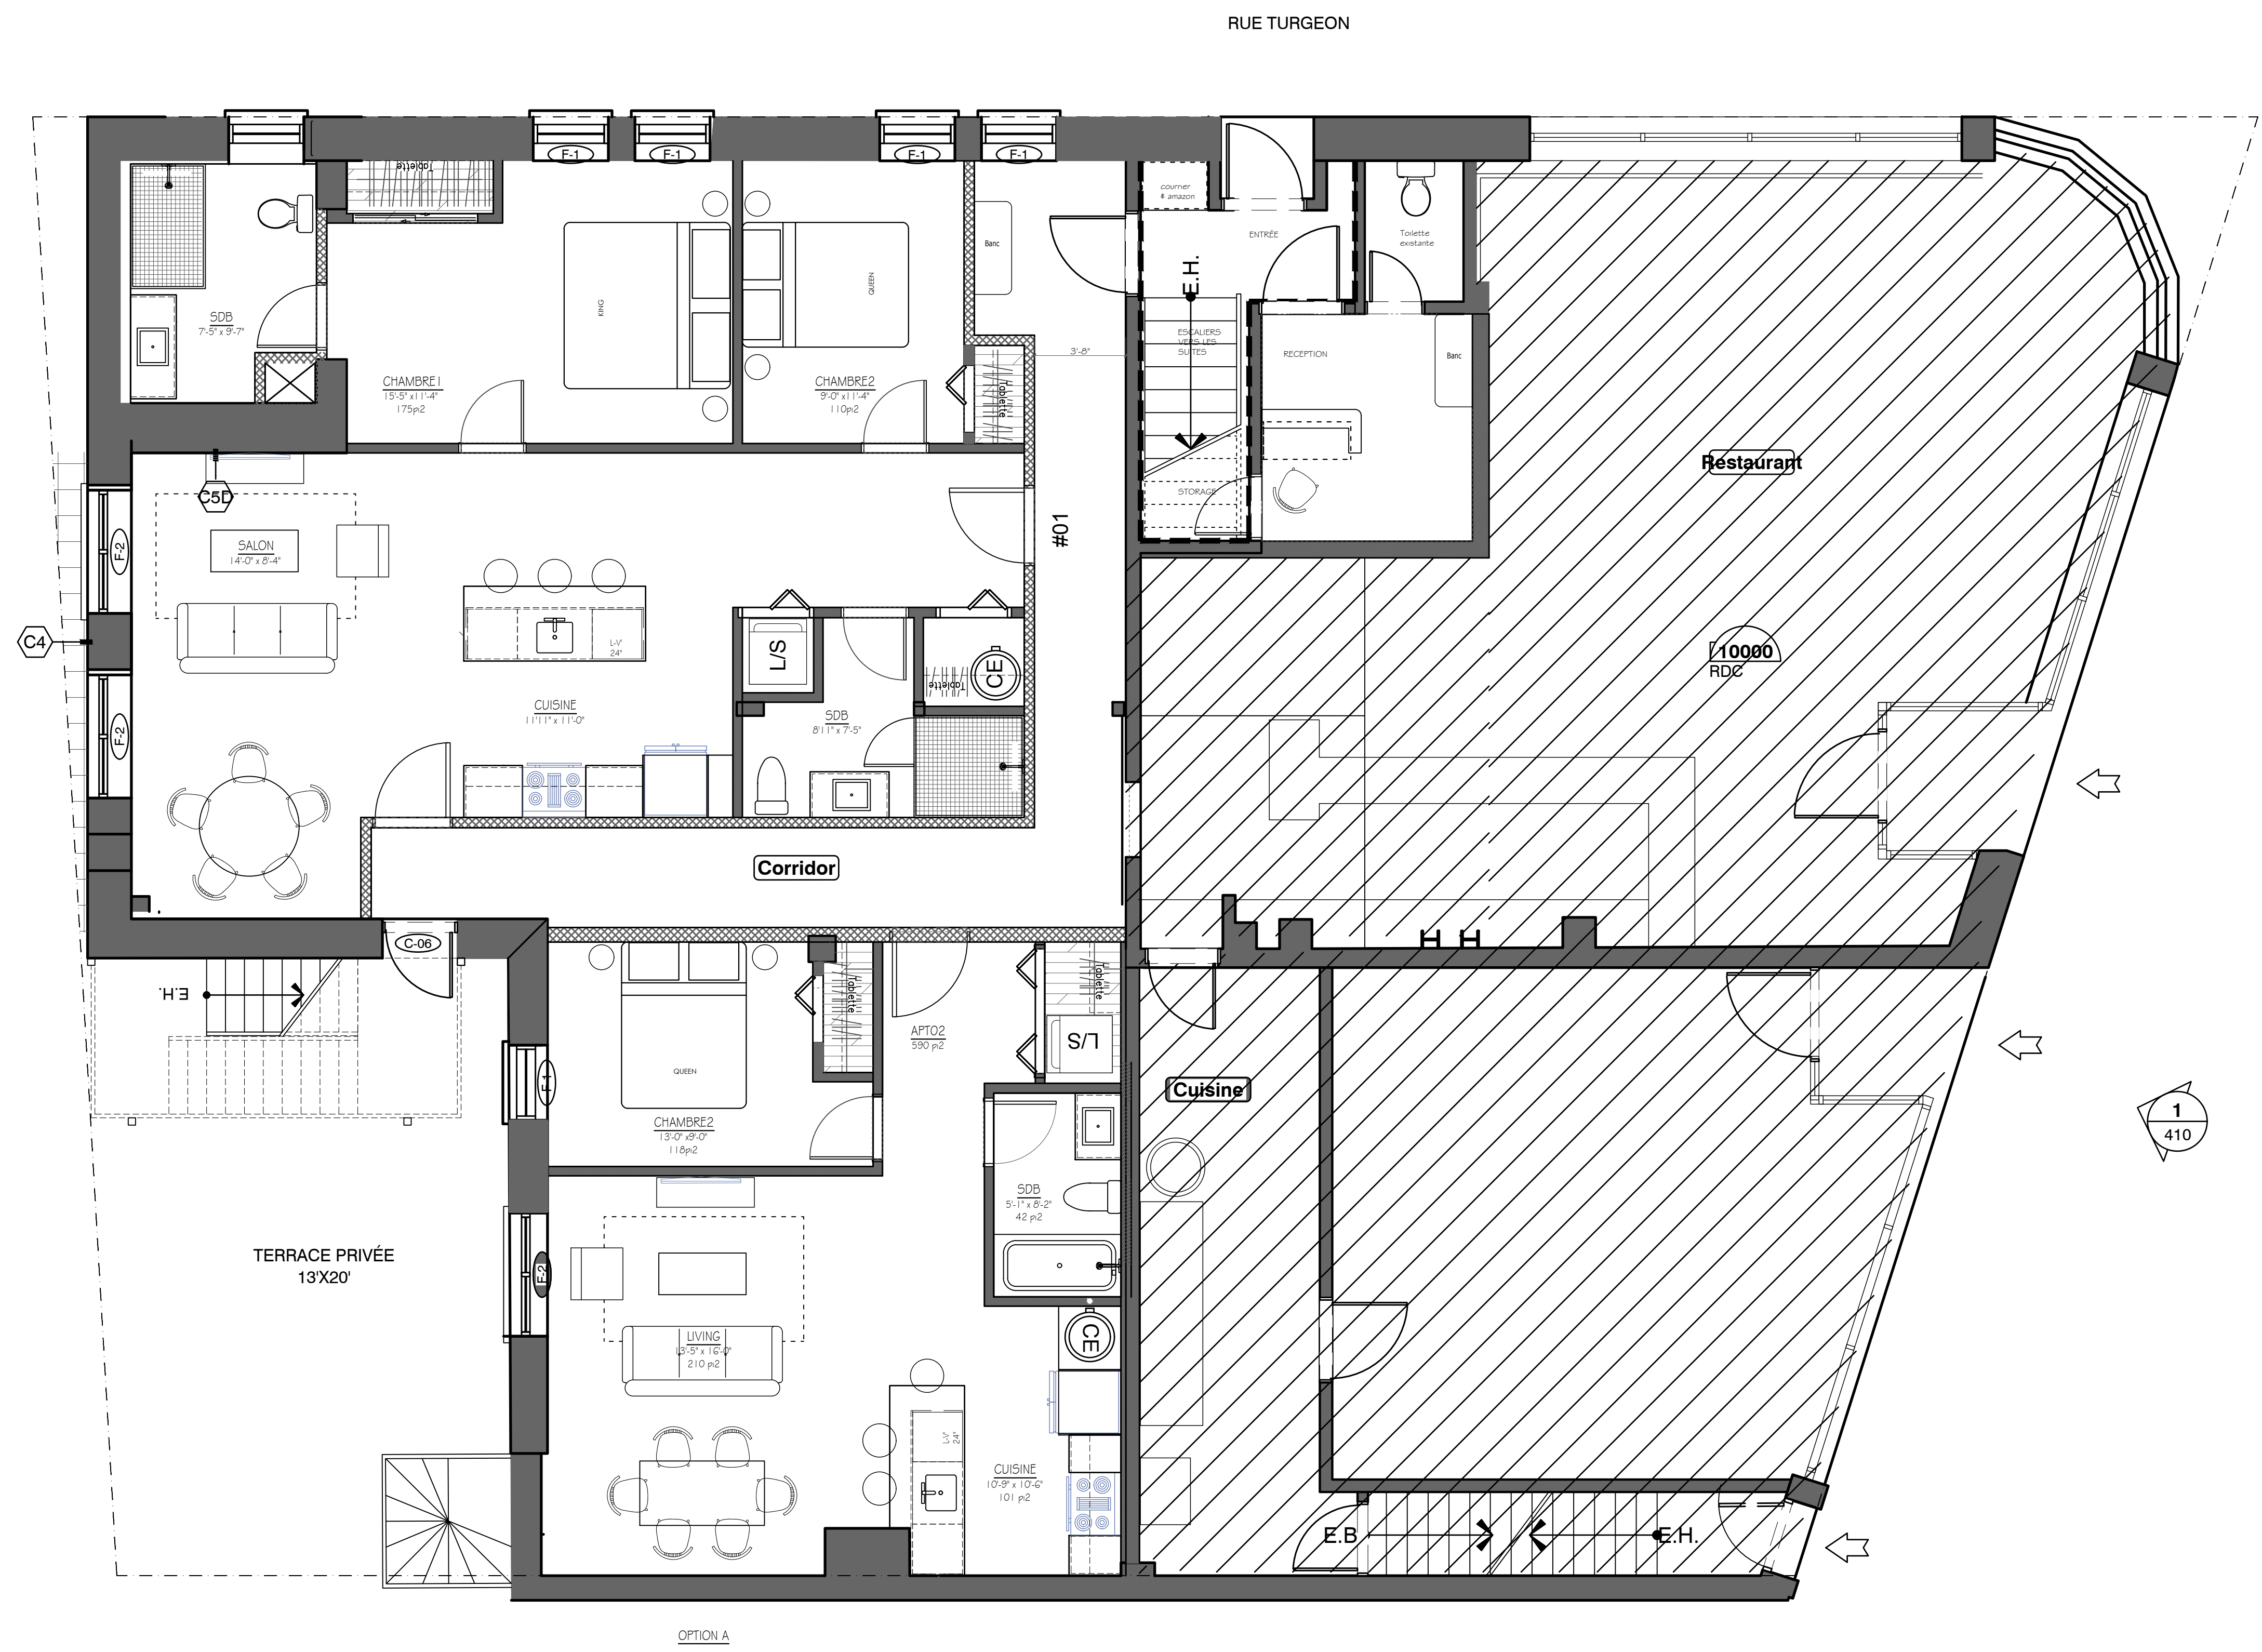 RUE TURGEON
F-1
F-1
F-1
F-1
Tablette
courrier
& amazon
ENTRÉE
Toilette
existante
Banc
E.H.
KING
QUEEN
SDB
7'-5" x 9'-7"
CHAMBRE1
15'-5" x11'-4"
175pi2
CHAMBRE2
9'-0"x11'-4"
110pi2
Tablette
3'-8"
ESCALIERS
VERS LES
SUITES
RECEPTION
Banc
Restaurant
C5D
STORAGE
#01
F-2
SALON
14'-0" x 8'-4"
C4
L-V
24"
L/S
Tablette
CE
10000
RDC
F-2
CUISINE
11'11" x 11'-0"
SDB
8'11" x 7'-5"
Corridor
C-06
E.H.
Tablette
Tablette
APT02
590 pi2
L/S
F-1
QUEEN
Cuisine
CHAMBRE2
13'-0"x9'-0"
118pi2
1
410
SDB
5'-1" x 8'-2"
42 pi2
TERRACE PRIVÉE
13'X20'
F-2
LIVING
13'-5" x 16'-0"
210 pi2
CE
L-V
24"
CUISINE
10'-9" x 10'-6"
101 pi2
E.B
E.H.
OPTION A